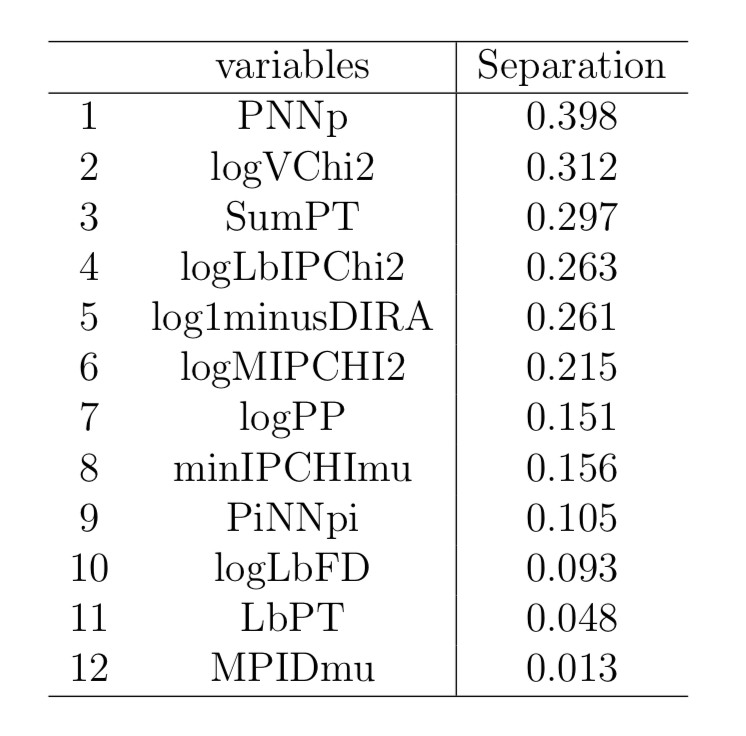 variables Separation
1 PNNp 0.398
2 logVChi2 0.312
3 SumPT 0.297
4 logLbIPChi2 0.263
5 log1minusDIRA 0.261
6 logMIPCHI2 0.215
7 logPP 0.151
8 minIPCHImu 0.156
9 PiNNpi 0.105
10 logLbFD 0.093
11 LbPT 0.048
12 MPIDmu 0.013